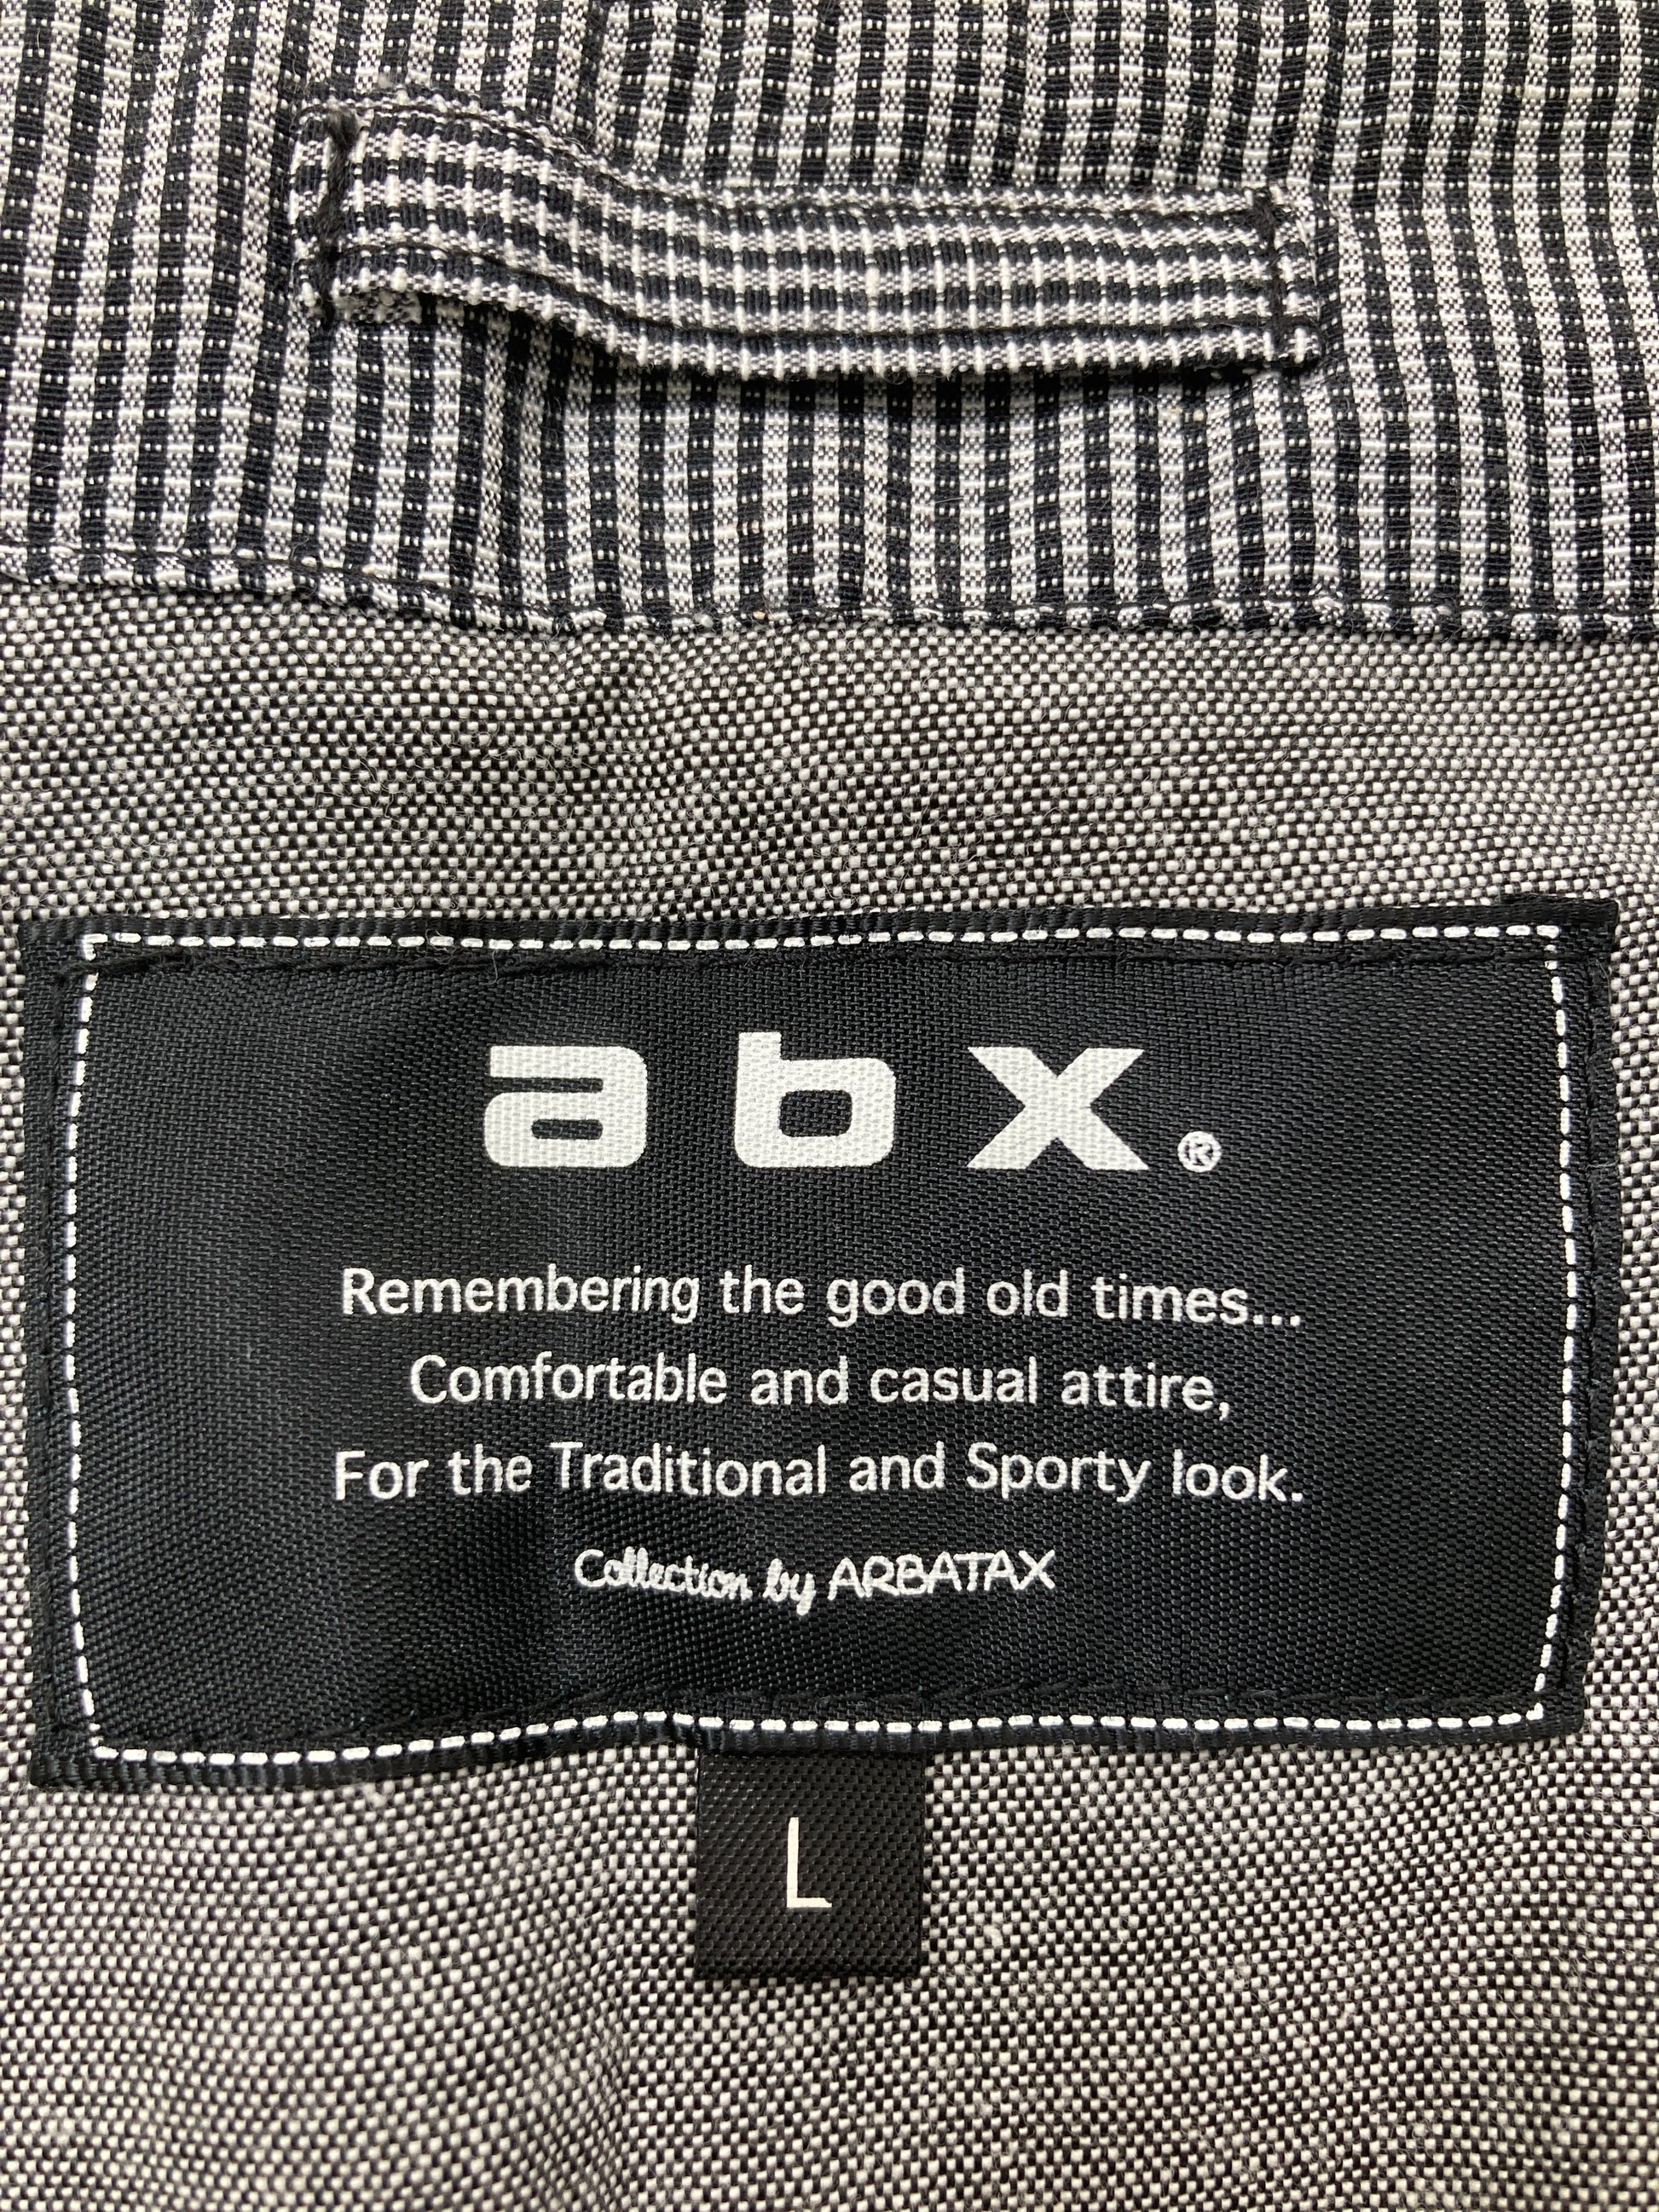 abx.®
Remembering the good old times...
Comfortable and casual attire,
For the Traditional and Sporty look.
Collection by ARBATAX
L